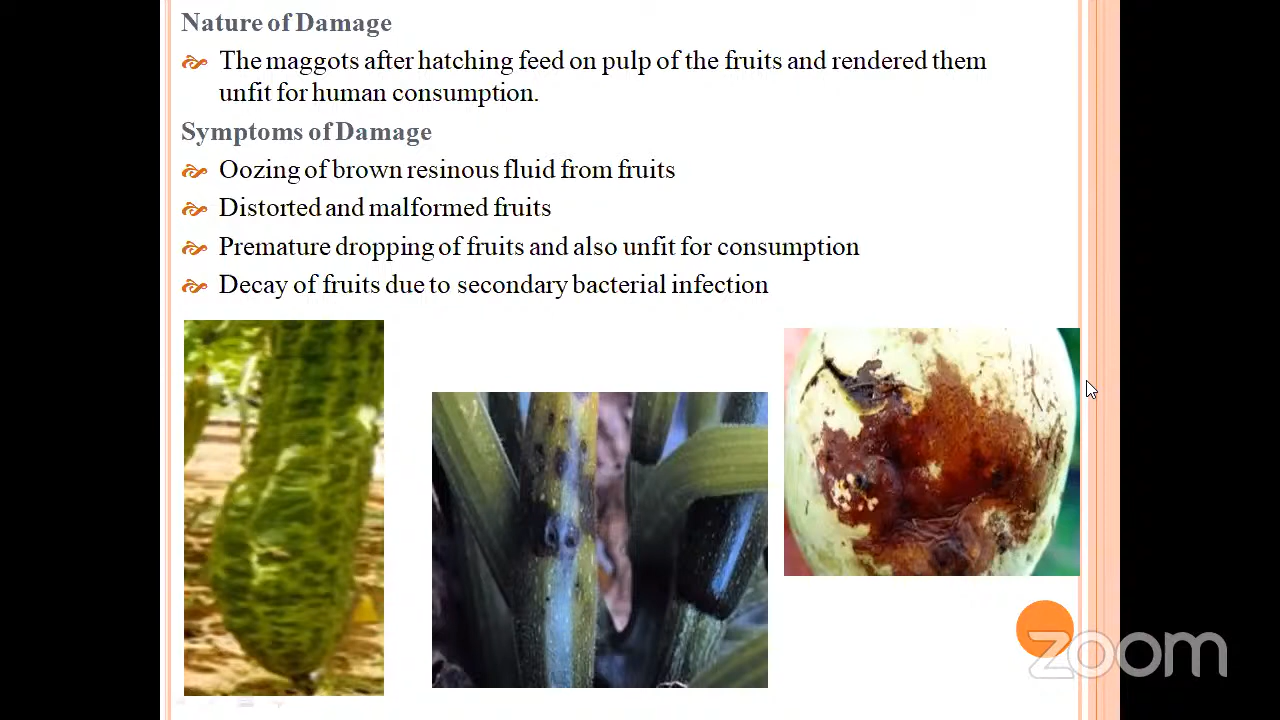 Nature of Damage
The maggots after hatching feed on pulp of the fruits and rendered them
unfit for human consumption.
Symptoms of Damage
Oozing of brown resinous fluid from fruits
Distorted and malformed fruits
Premature dropping of fruits and also unfit for consumption
Decay of fruits due to secondary bacterial infection
zoom